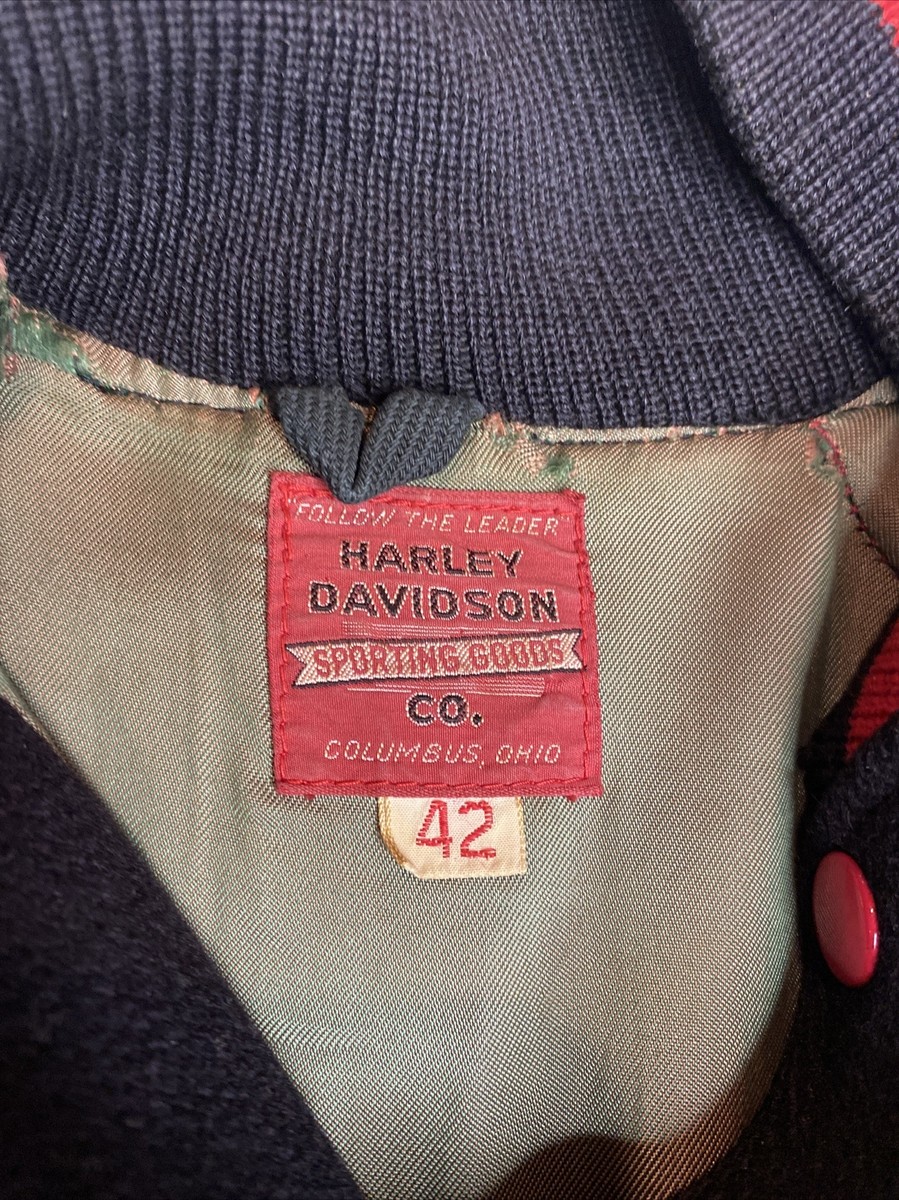 "FOLLOW THE LEADER"
HARLEY
DAVIDSON
SPORTING GOODS
CO.
COLUMBUS, OHIO
42